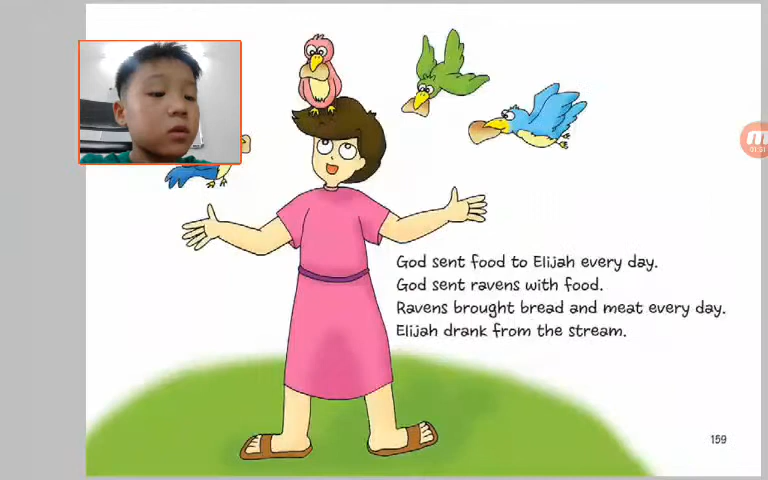 God sent food to Elijah every day.
God sent ravens with food.
Ravens brought bread and meat every day.
Elijah drank from the stream.
159